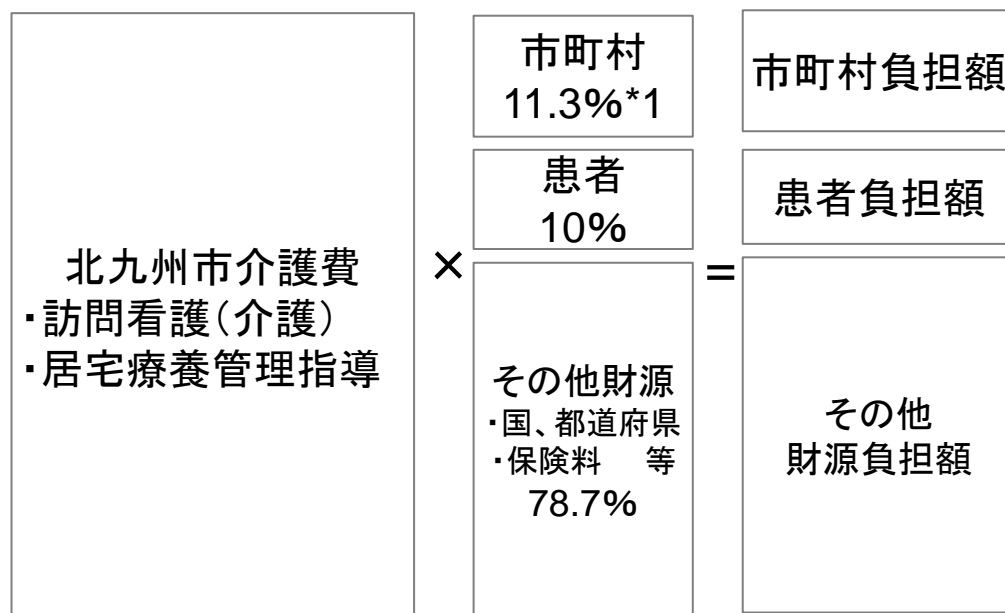 北九州市介護費
・訪問看護（介護）
・居宅療養管理指導
×
市町村
11.3%*1
患者
10%
その他財源
・国、都道府県
・保険料　等
78.7%
=
市町村負担額
患者負担額
その他
財源負担額